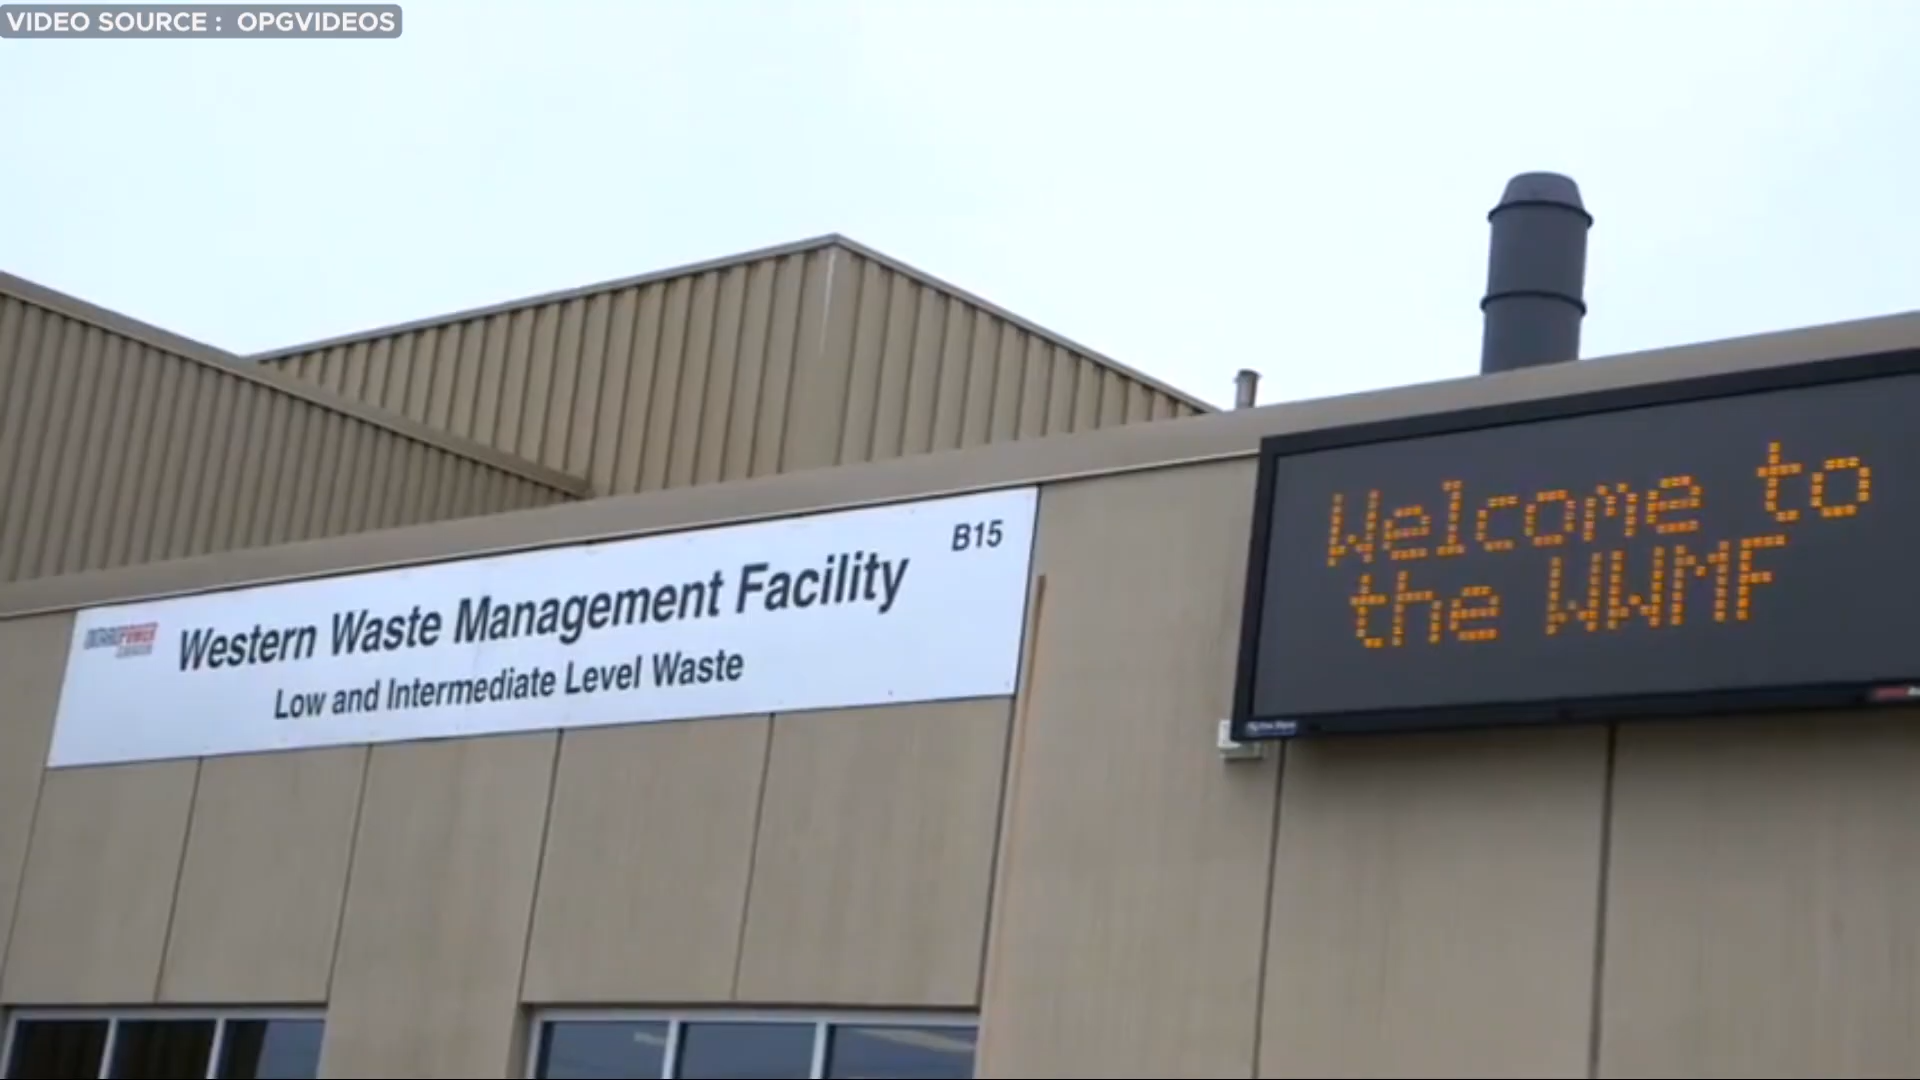 VIDEO SOURCE : OPGVIDEOS
B15
Western Waste Management Facility
Low and Intermediate Level Waste
Welcome to
the WWMF